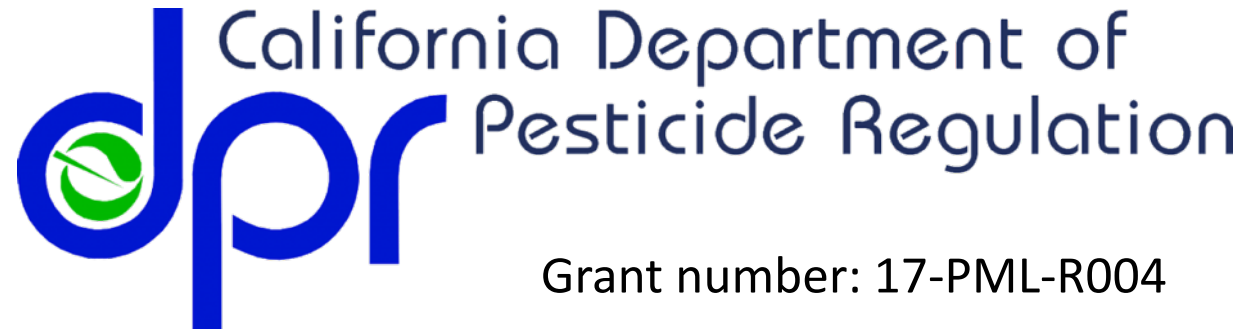 California Department of
dpr Pesticide Regulation
Grant number: 17-PML-R004